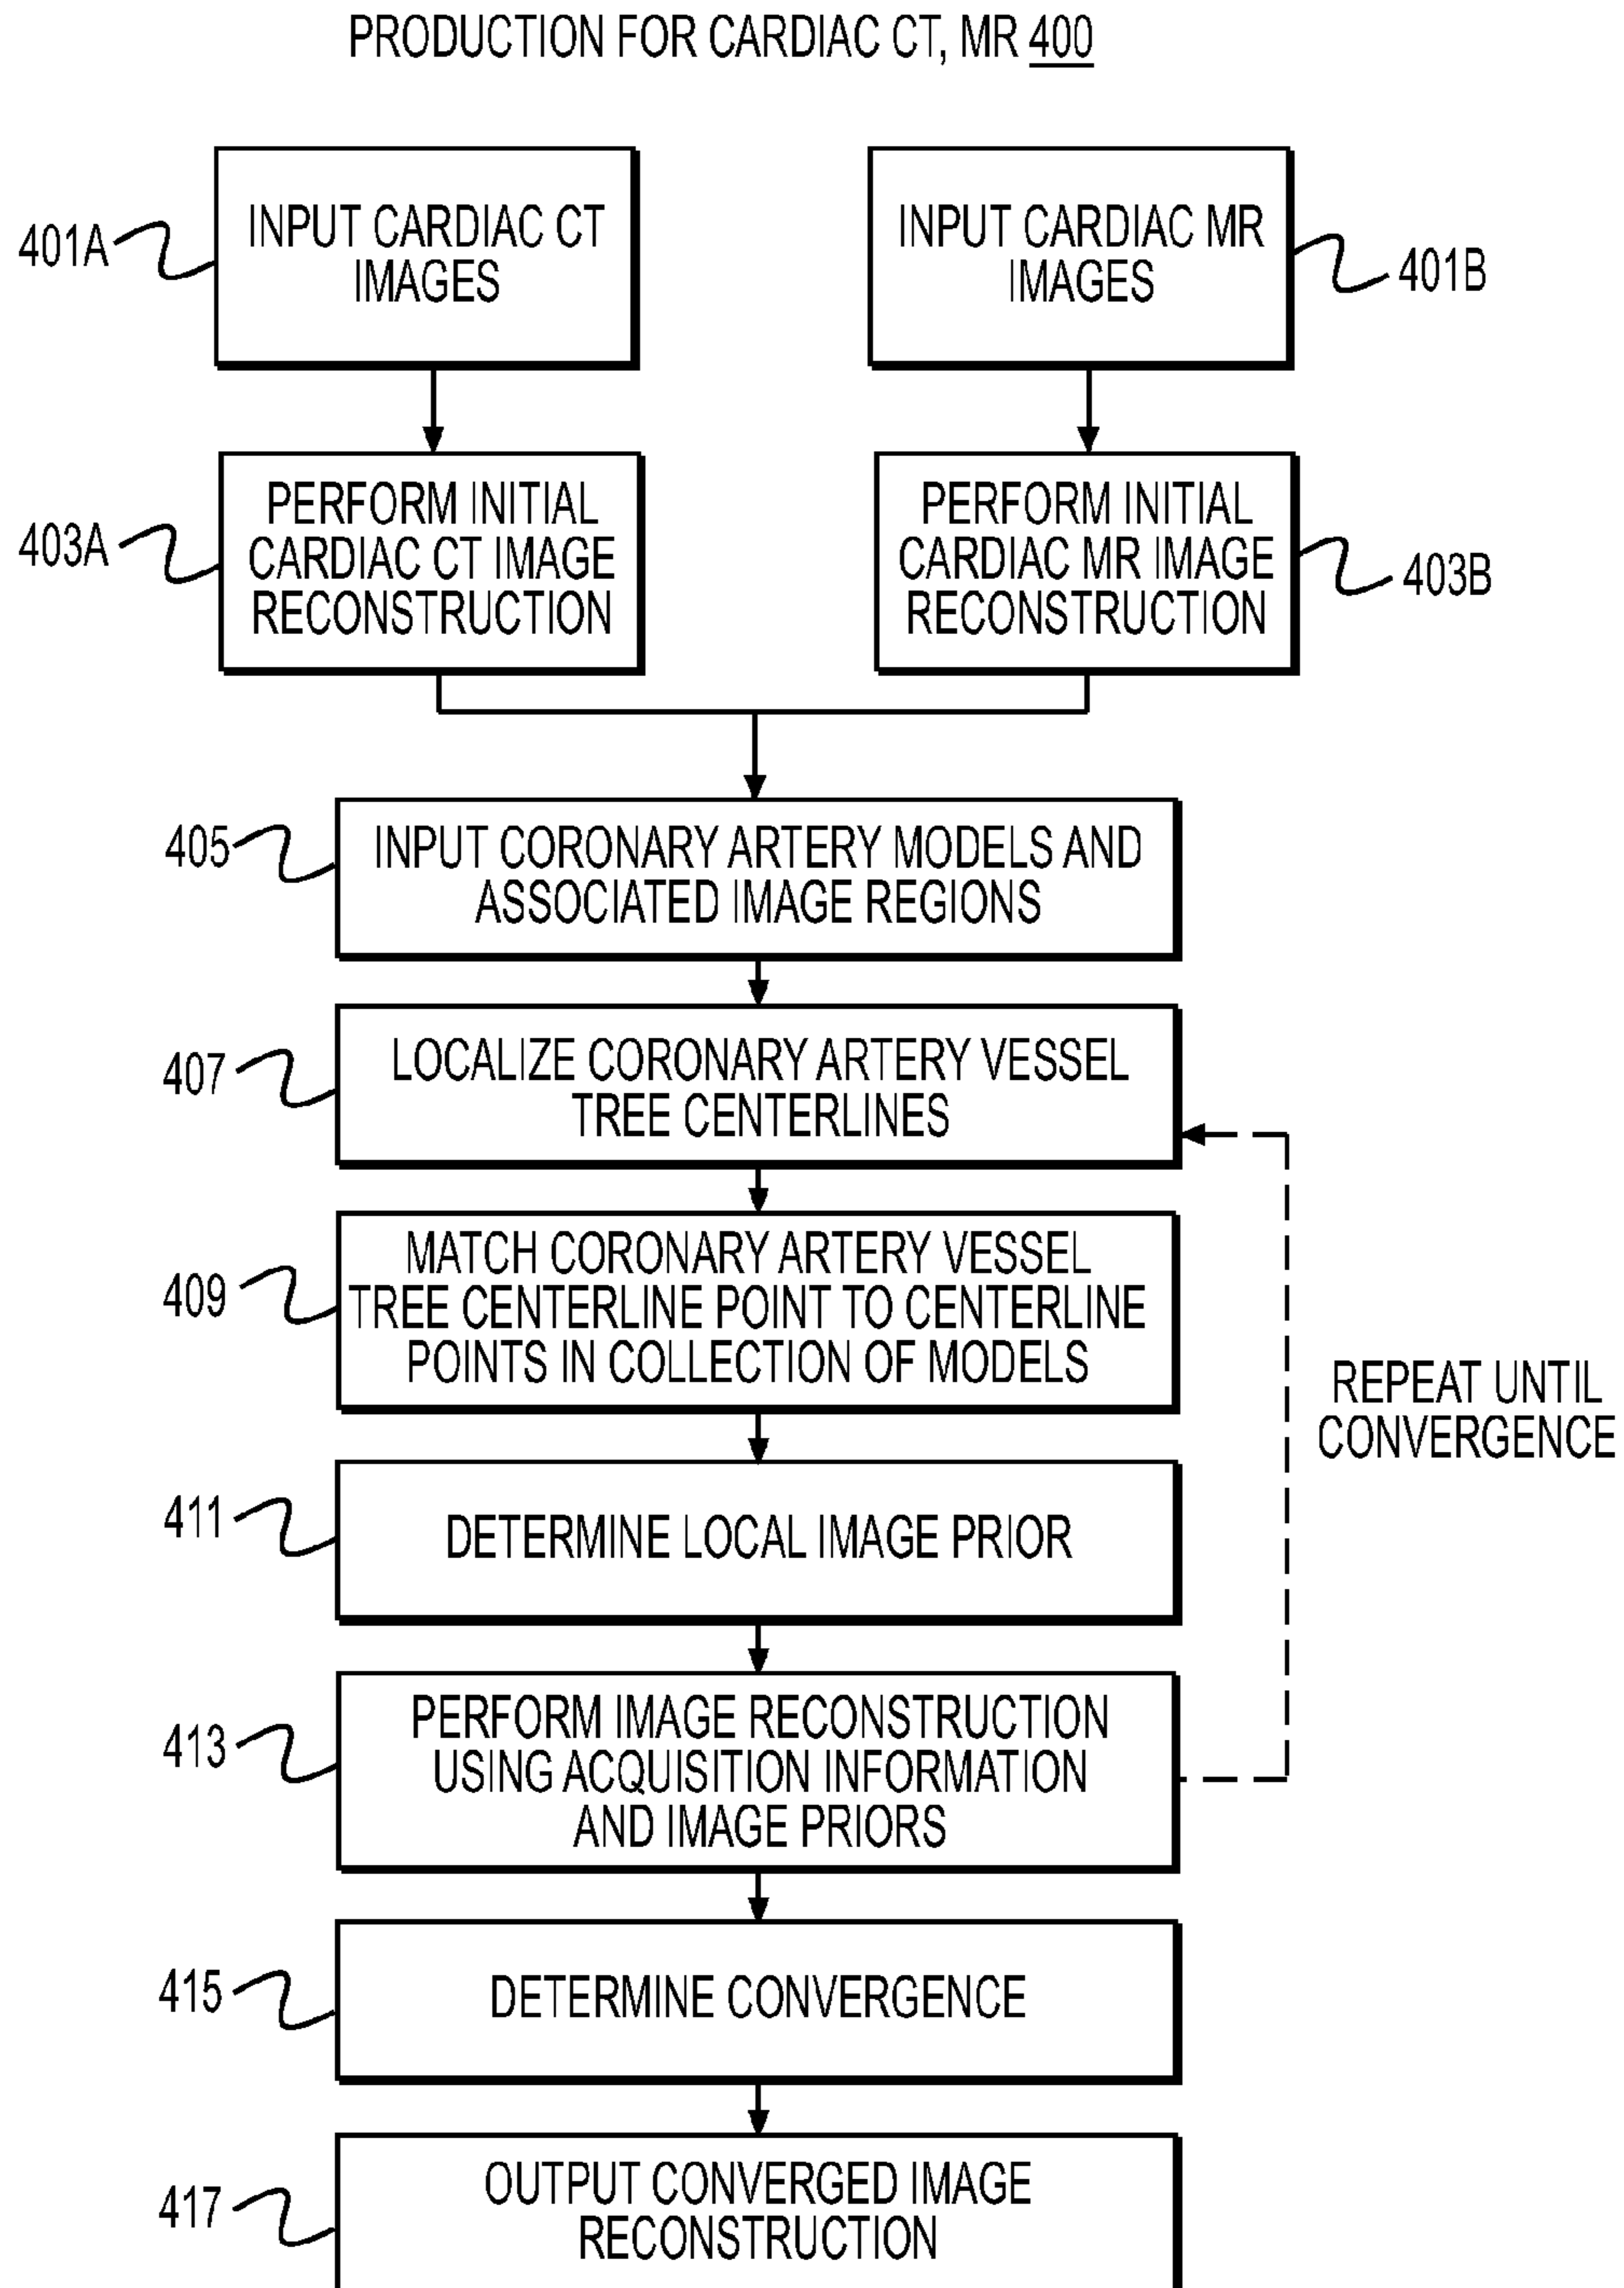 PRODUCTION FOR CARDIAC CT, MR 400
401A
INPUT CARDIAC CT
IMAGES
INPUT CARDIAC MR
IMAGES
401B
403A
PERFORM INITIAL
CARDIAC CT IMAGE
RECONSTRUCTION
PERFORM INITIAL
CARDIAC MR IMAGE
RECONSTRUCTION
403B
405
INPUT CORONARY ARTERY MODELS AND
ASSOCIATED IMAGE REGIONS
407
LOCALIZE CORONARY ARTERY VESSEL
TREE CENTERLINES
409
MATCH CORONARY ARTERY VESSEL
TREE CENTERLINE POINT TO CENTERLINE
POINTS IN COLLECTION OF MODELS
REPEAT UNTIL
CONVERGENCE
411
DETERMINE LOCAL IMAGE PRIOR
413
PERFORM IMAGE RECONSTRUCTION
USING ACQUISITION INFORMATION
AND IMAGE PRIORS
415
DETERMINE CONVERGENCE
417
OUTPUT CONVERGED IMAGE
RECONSTRUCTION